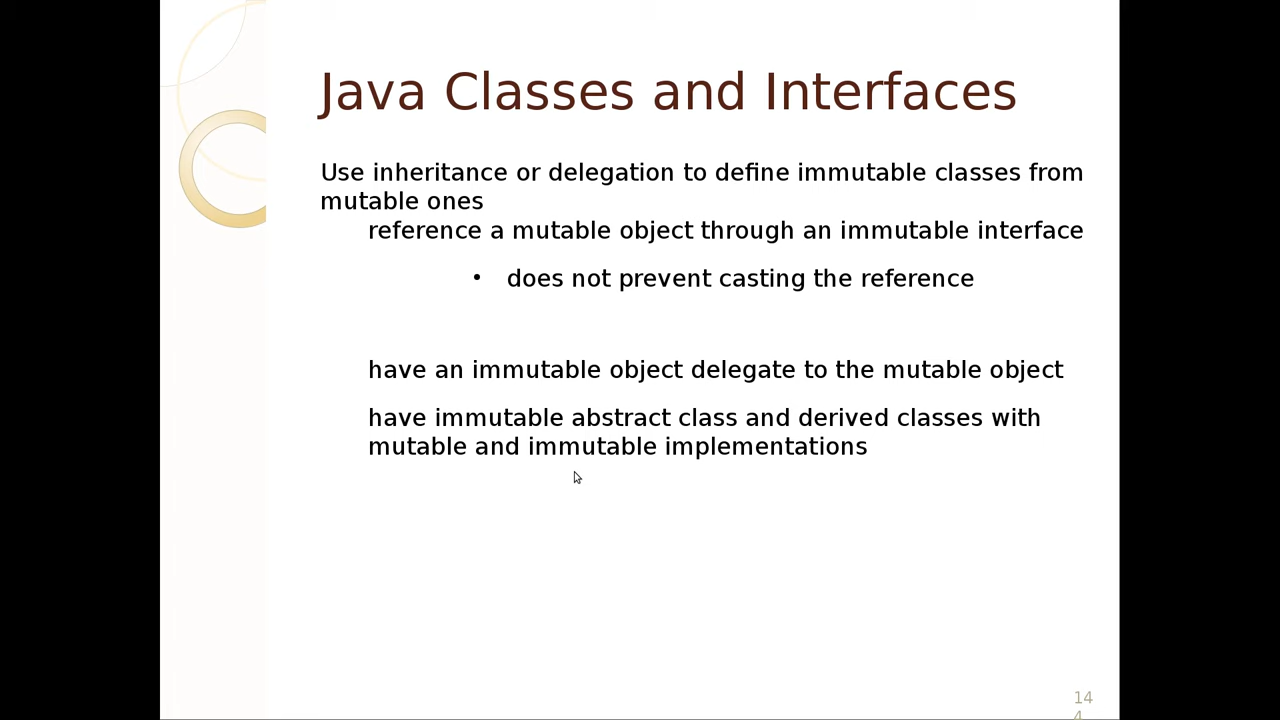 Java Classes and Interfaces
Use inheritance or delegation to define immutable classes from
mutable ones
reference a mutable object through an immutable interface
• does not prevent casting the reference
have an immutable object delegate to the mutable object
have immutable abstract class and derived classes with
mutable and immutable implementations
14
4